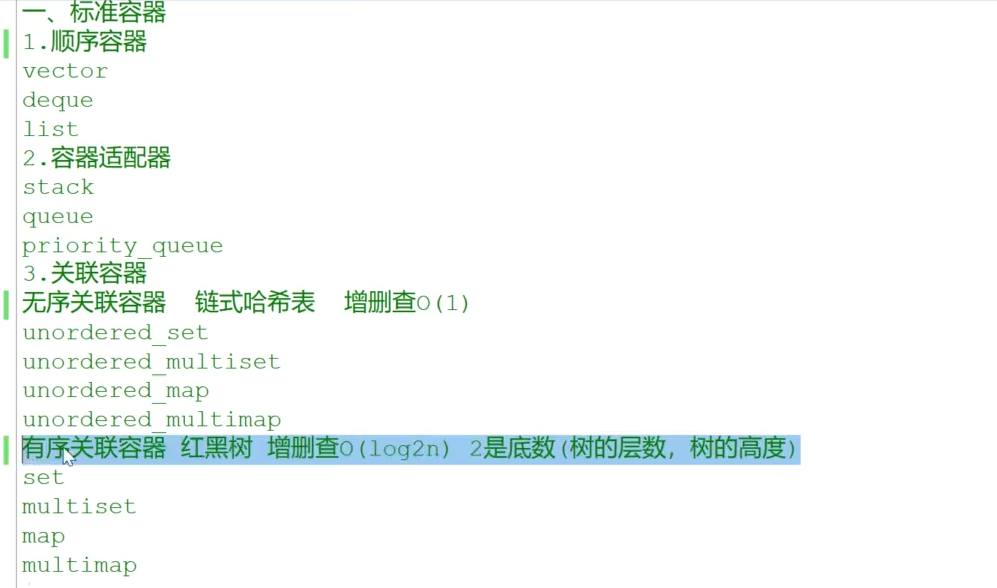 一、标准容器
1.顺序容器
vector
deque
list
2.容器适配器
stack
queue
priority_queue
3.关联容器
无序关联容器  链式哈希表  增删查O(1)
unordered_set
unordered_multiset
unordered_map
unordered_multimap
有序关联容器 红黑树 增删查O(log2n) 2是底数(树的层数，树的高度)
set
multiset
map
multimap